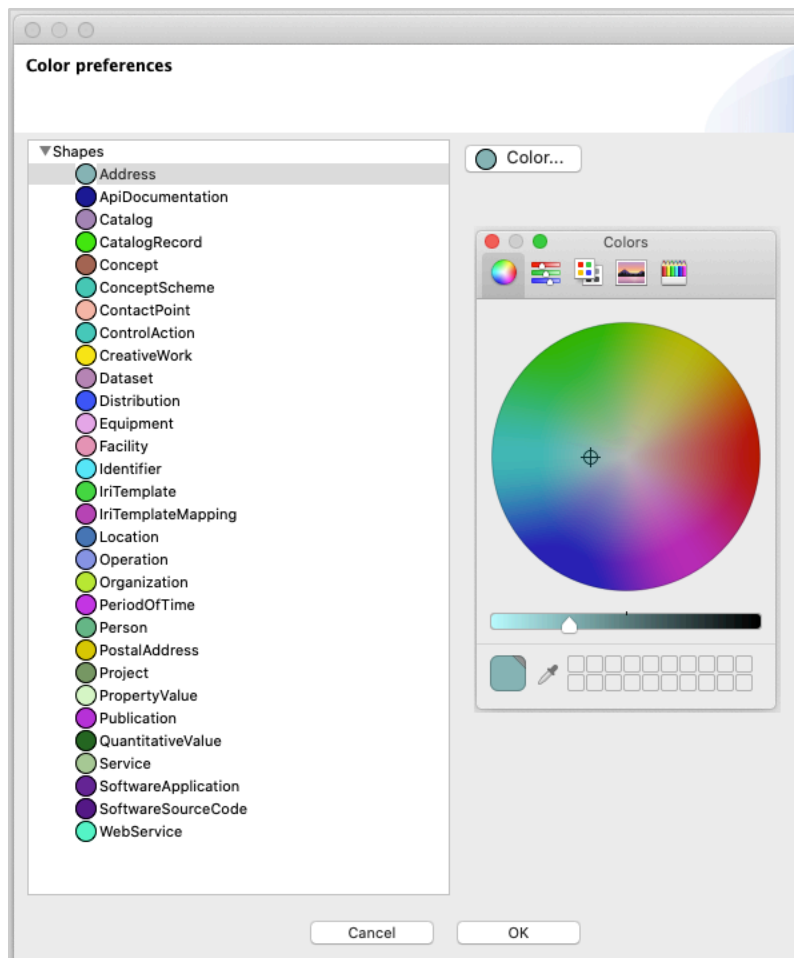 Color preferences
Shapes
Address
ApiDocumentation
Catalog
CatalogRecord
Concept
ConceptScheme
ContactPoint
ControlAction
CreativeWork
Dataset
Distribution
Equipment
Facility
Identifier
IriTemplate
IriTemplateMapping
Location
Operation
Organization
PeriodOfTime
Person
PostalAddress
Project
PropertyValue
Publication
QuantitativeValue
Service
SoftwareApplication
SoftwareSourceCode
WebService
Color...
Colors
Cancel
OK